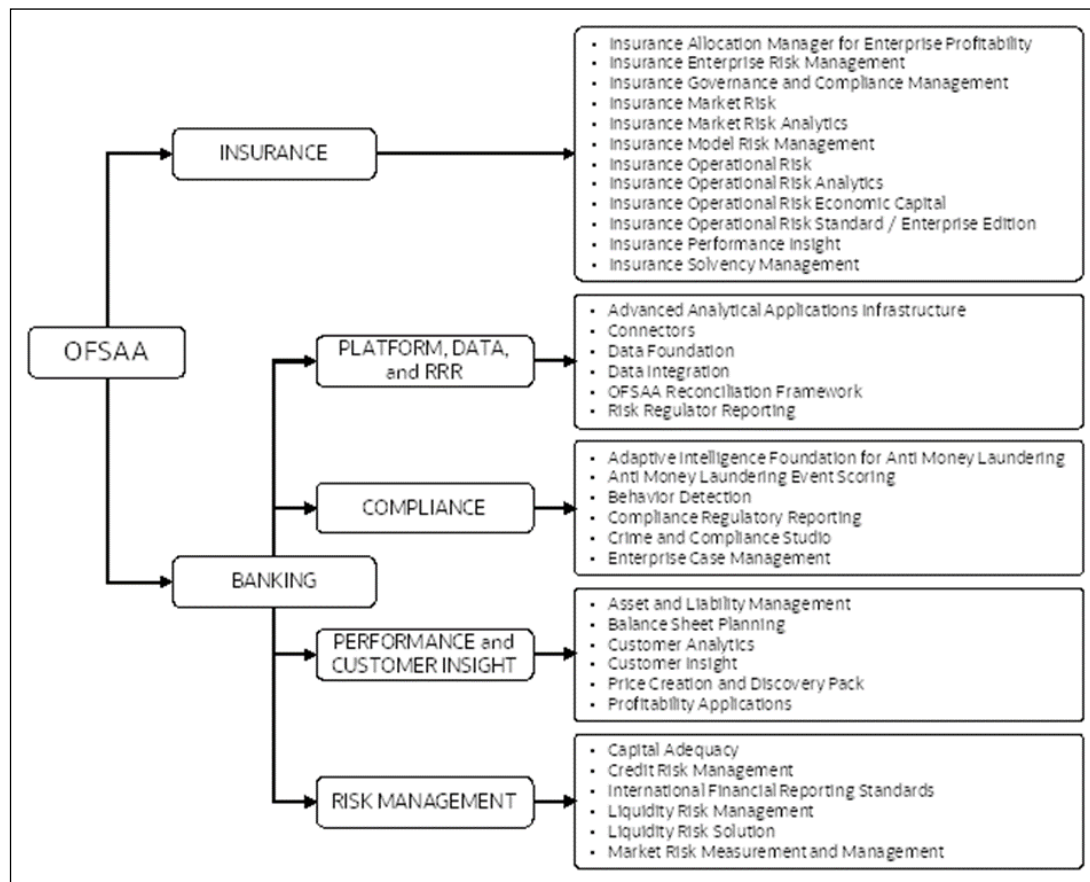 OFSAA
INSURANCE
• Insurance Allocation Manager for Enterprise Profitability
• Insurance Enterprise Risk Management
• Insurance Governance and Compliance Management
• Insurance Market Risk
• Insurance Market Risk Analytics
• Insurance Model Risk Management
• Insurance Operational Risk
• Insurance Operational Risk Analytics
• Insurance Operational Risk Economic Capital
• Insurance Operational Risk Standard / Enterprise Edition
• Insurance Performance Insight
• Insurance Solvency Management
BANKING
PLATFORM, DATA,
and RRR
• Advanced Analytical Applications Infrastructure
• Connectors
• Data Foundation
• Data Integration
• OFSAA Reconciliation Framework
• Risk Regulator Reporting
COMPLIANCE
• Adaptive Intelligence Foundation for Anti Money Laundering
• Anti Money Laundering Event Scoring
• Behavior Detection
• Compliance Regulatory Reporting
• Crime and Compliance Studio
• Enterprise Case Management
PERFORMANCE and
CUSTOMER INSIGHT
• Asset and Liability Management
• Balance Sheet Planning
• Customer Analytics
• Customer Insight
• Price Creation and Discovery Pack
• Profitability Applications
RISK MANAGEMENT
• Capital Adequacy
• Credit Risk Management
• International Financial Reporting Standards
• Liquidity Risk Management
• Liquidity Risk Solution
• Market Risk Measurement and Management